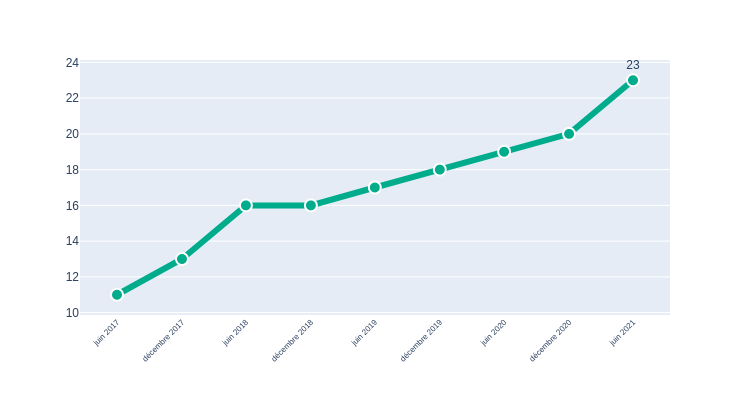 24
23
22
20
18
16
14
12
10
juin 2017
décembre 2017
juin 2018
décembre 2018
juin 2019
décembre 2019
juin 2020
décembre 2020
juin 2021